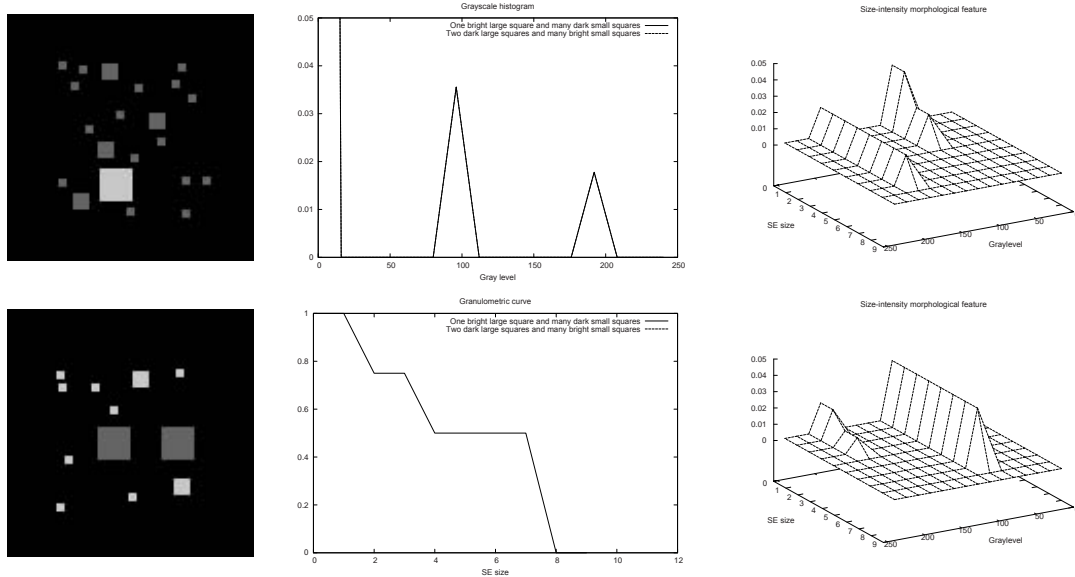 Grayscale histogram
One bright large square and many dark small squares
Two dark large squares and many bright small squares
0.05
0.04
0.03
0.02
0.01
0
0 50 100 150 200 250
Gray level
Size-intensity morphological feature
0.05
0.04
0.03
0.02
0.01
0
0
1
2
3
4
5
6
7
8
9
SE size
250 200 150 100 50
Graylevel
Granulometric curve
One bright large square and many dark small squares
Two dark large squares and many bright small squares
1
0.8
0.6
0.4
0.2
0
0 2 4 6 8 10 12
SE size
Size-intensity morphological feature
0.05
0.04
0.03
0.02
0.01
0
0
1
2
3
4
5
6
7
8
9
SE size
250 200 150 100 50
Graylevel